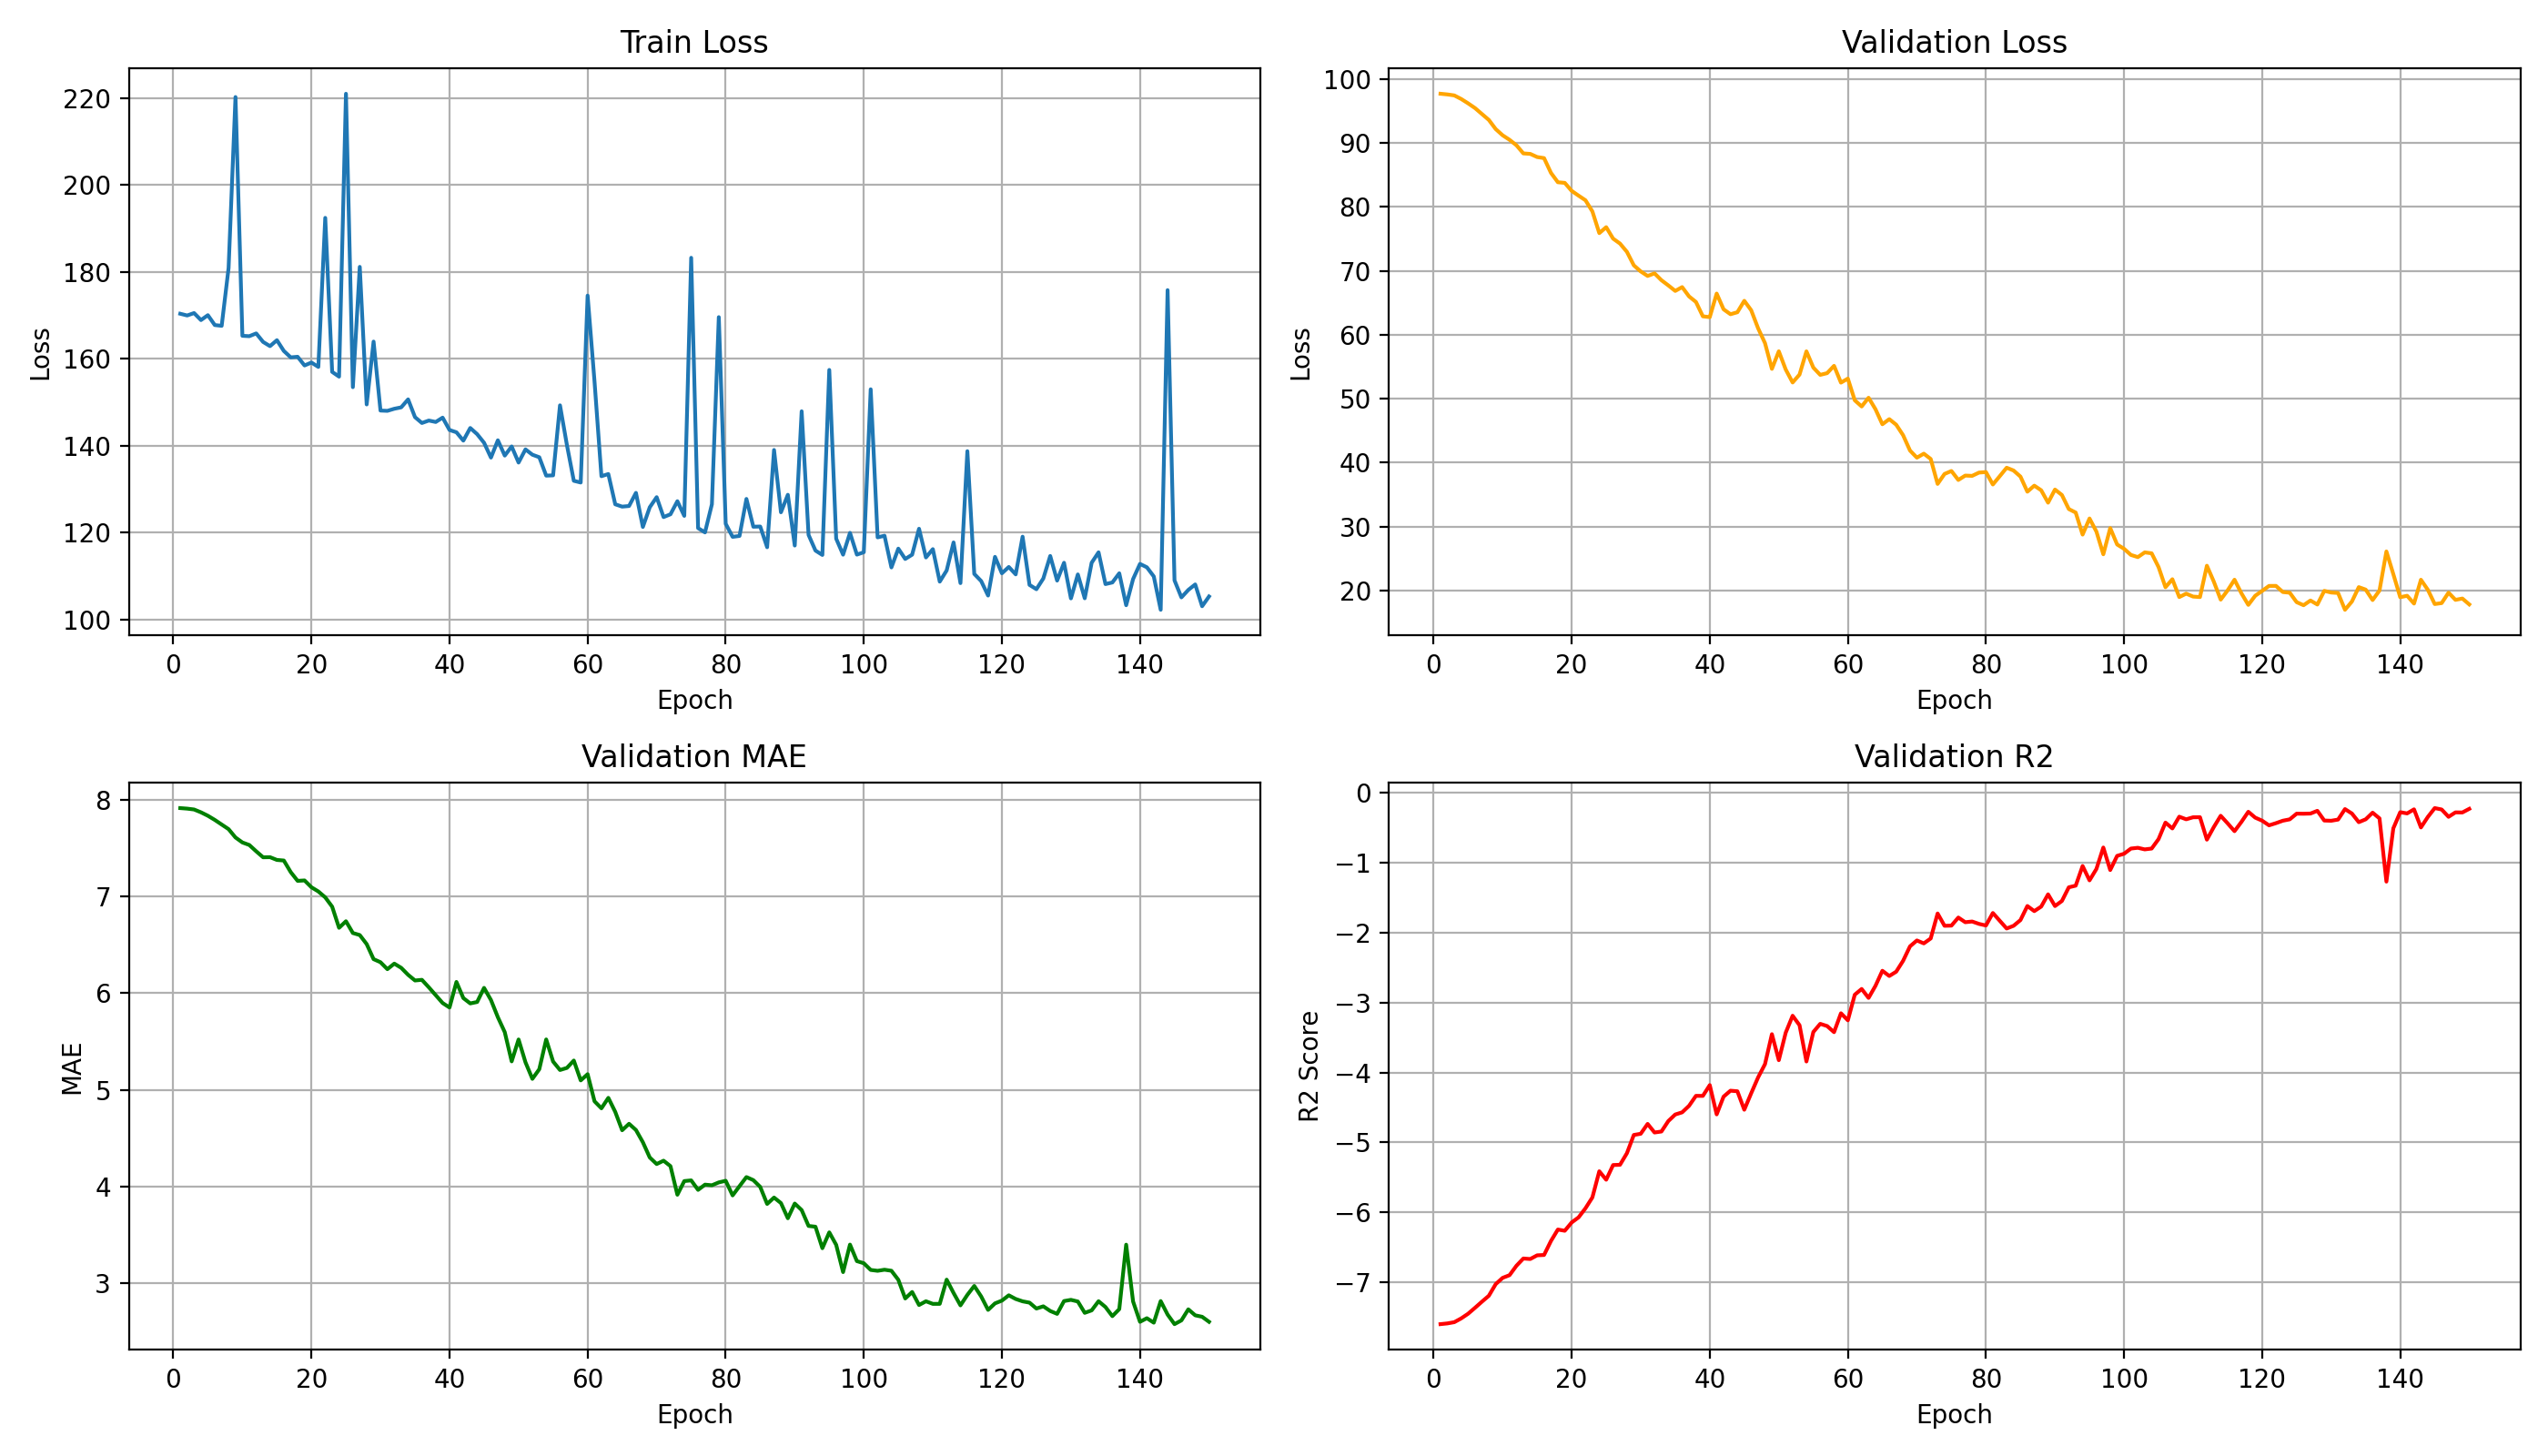 Train Loss
Loss
220
200
180
160
140
120
100
0 20 40 60 80 100 120 140
Epoch
Validation Loss
Loss
100
90
80
70
60
50
40
30
20
0 20 40 60 80 100 120 140
Epoch
Validation MAE
MAE
8
7
6
5
4
3
0 20 40 60 80 100 120 140
Epoch
Validation R2
R2 Score
0
−1
−2
−3
−4
−5
−6
−7
0 20 40 60 80 100 120 140
Epoch